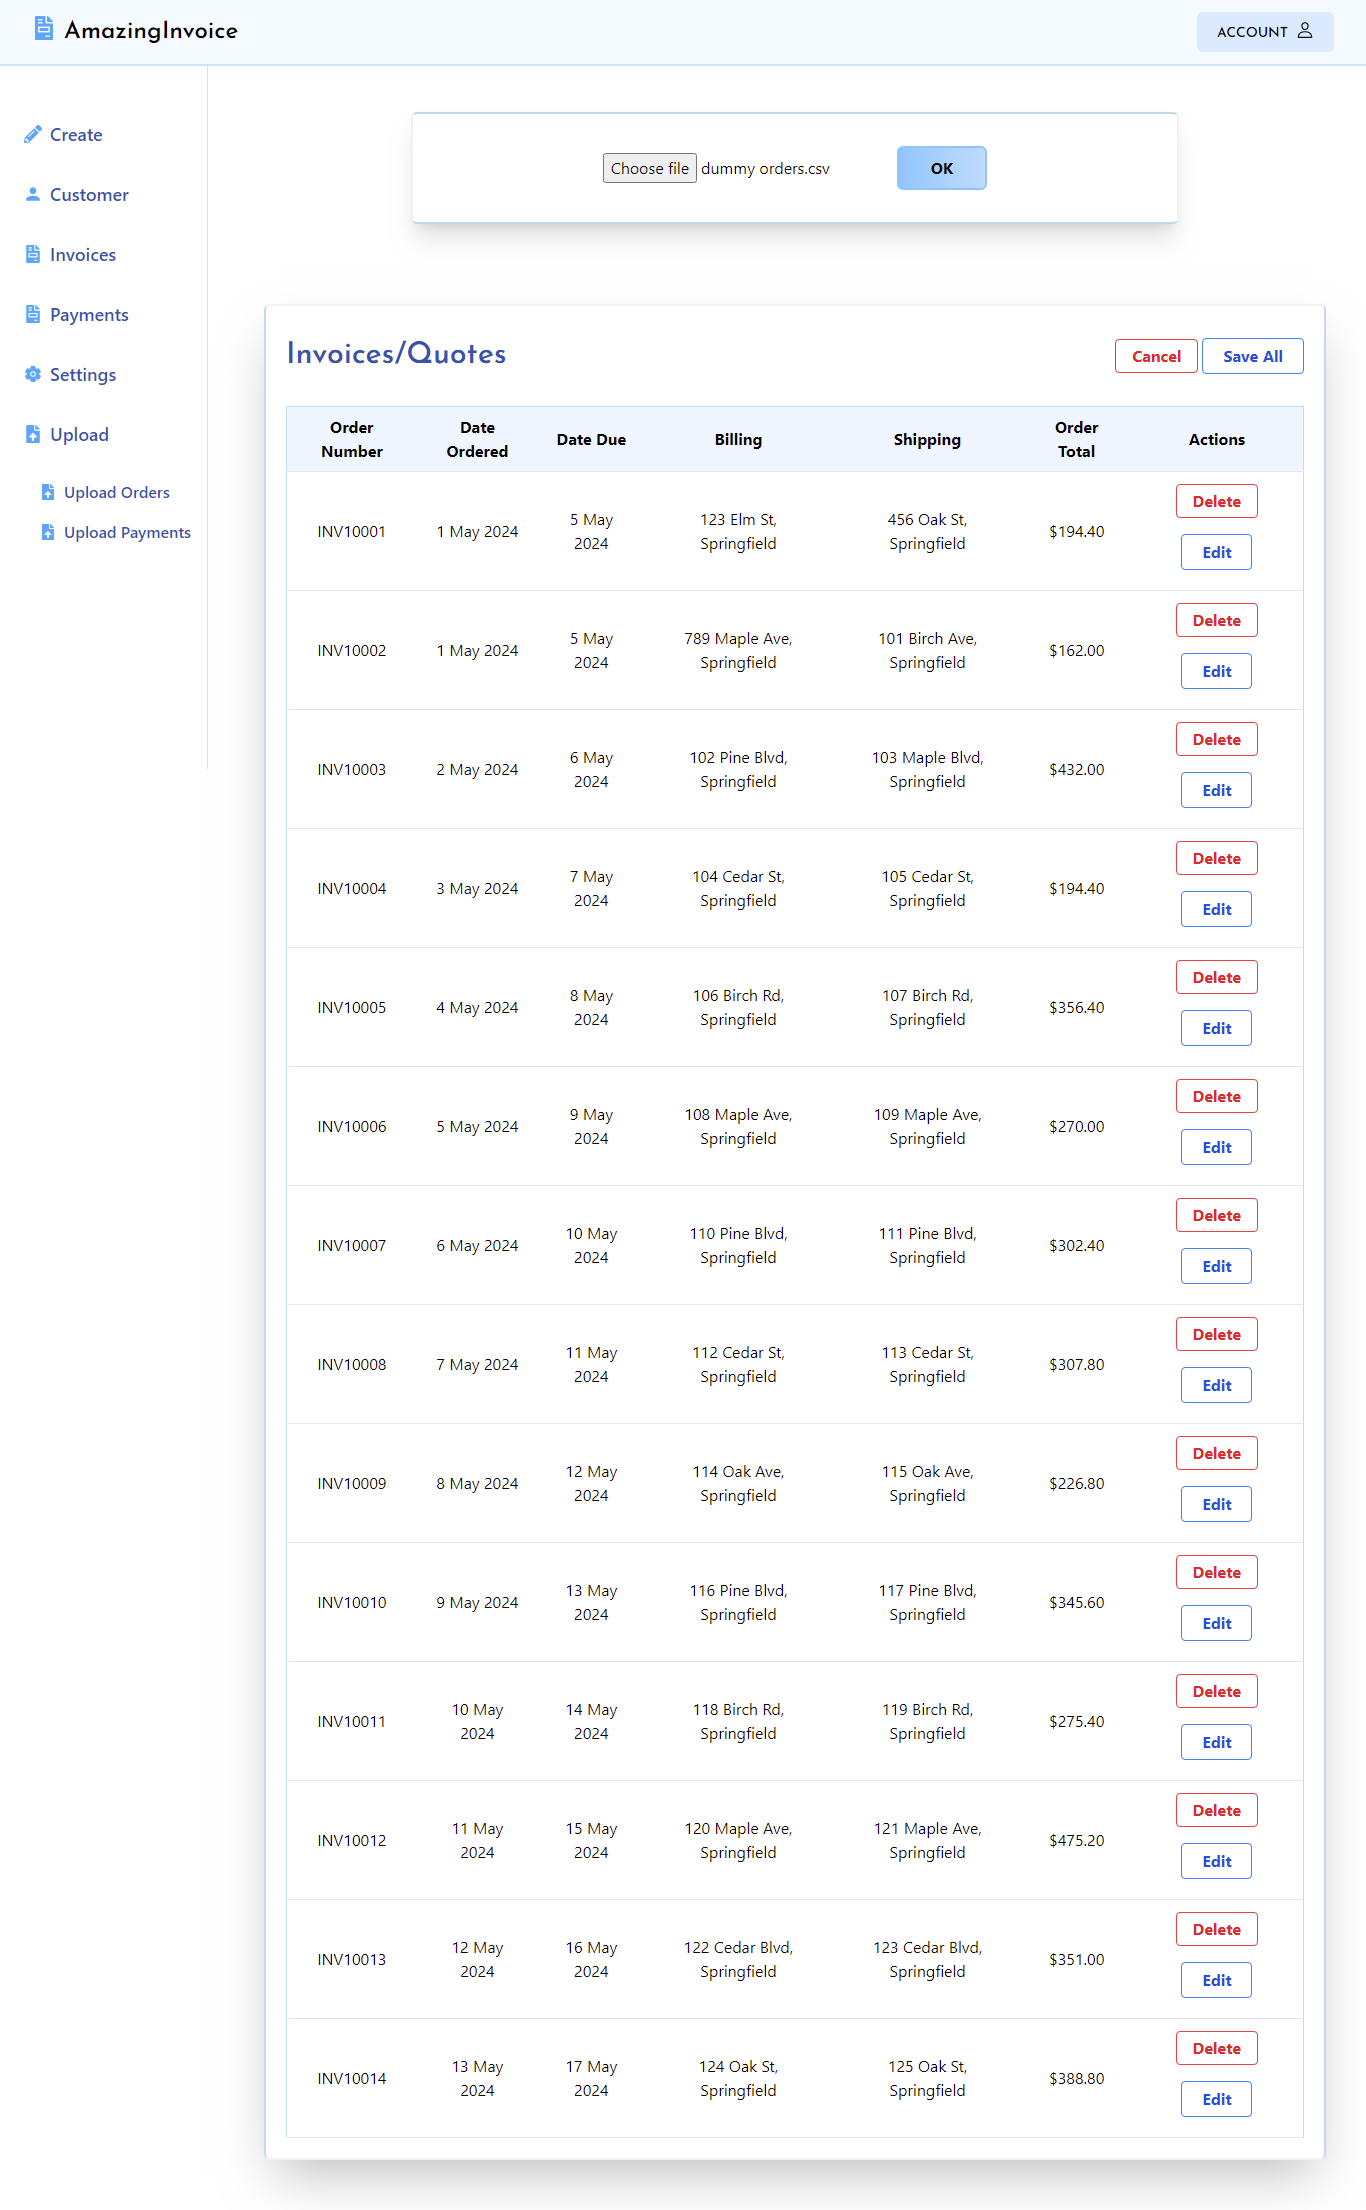 AmazingInvoice
ACCOUNT
Create
Customer
Invoices
Payments
Settings
Upload
Upload Orders
Upload Payments
Choose file dummy orders.csv
OK
Invoices/Quotes
Cancel
Save All
Order Number Date Ordered Date Due Billing Shipping Order Total Actions
INV10001 1 May 2024 5 May 2024 123 Elm St, Springfield 456 Oak St, Springfield $194.40 Delete Edit
INV10002 1 May 2024 5 May 2024 789 Maple Ave, Springfield 101 Birch Ave, Springfield $162.00 Delete Edit
INV10003 2 May 2024 6 May 2024 102 Pine Blvd, Springfield 103 Maple Blvd, Springfield $432.00 Delete Edit
INV10004 3 May 2024 7 May 2024 104 Cedar St, Springfield 105 Cedar St, Springfield $194.40 Delete Edit
INV10005 4 May 2024 8 May 2024 106 Birch Rd, Springfield 107 Birch Rd, Springfield $356.40 Delete Edit
INV10006 5 May 2024 9 May 2024 108 Maple Ave, Springfield 109 Maple Ave, Springfield $270.00 Delete Edit
INV10007 6 May 2024 10 May 2024 110 Pine Blvd, Springfield 111 Pine Blvd, Springfield $302.40 Delete Edit
INV10008 7 May 2024 11 May 2024 112 Cedar St, Springfield 113 Cedar St, Springfield $307.80 Delete Edit
INV10009 8 May 2024 12 May 2024 114 Oak Ave, Springfield 115 Oak Ave, Springfield $226.80 Delete Edit
INV10010 9 May 2024 13 May 2024 116 Pine Blvd, Springfield 117 Pine Blvd, Springfield $345.60 Delete Edit
INV10011 10 May 2024 14 May 2024 118 Birch Rd, Springfield 119 Birch Rd, Springfield $275.40 Delete Edit
INV10012 11 May 2024 15 May 2024 120 Maple Ave, Springfield 121 Maple Ave, Springfield $475.20 Delete Edit
INV10013 12 May 2024 16 May 2024 122 Cedar Blvd, Springfield 123 Cedar Blvd, Springfield $351.00 Delete Edit
INV10014 13 May 2024 17 May 2024 124 Oak St, Springfield 125 Oak St, Springfield $388.80 Delete Edit